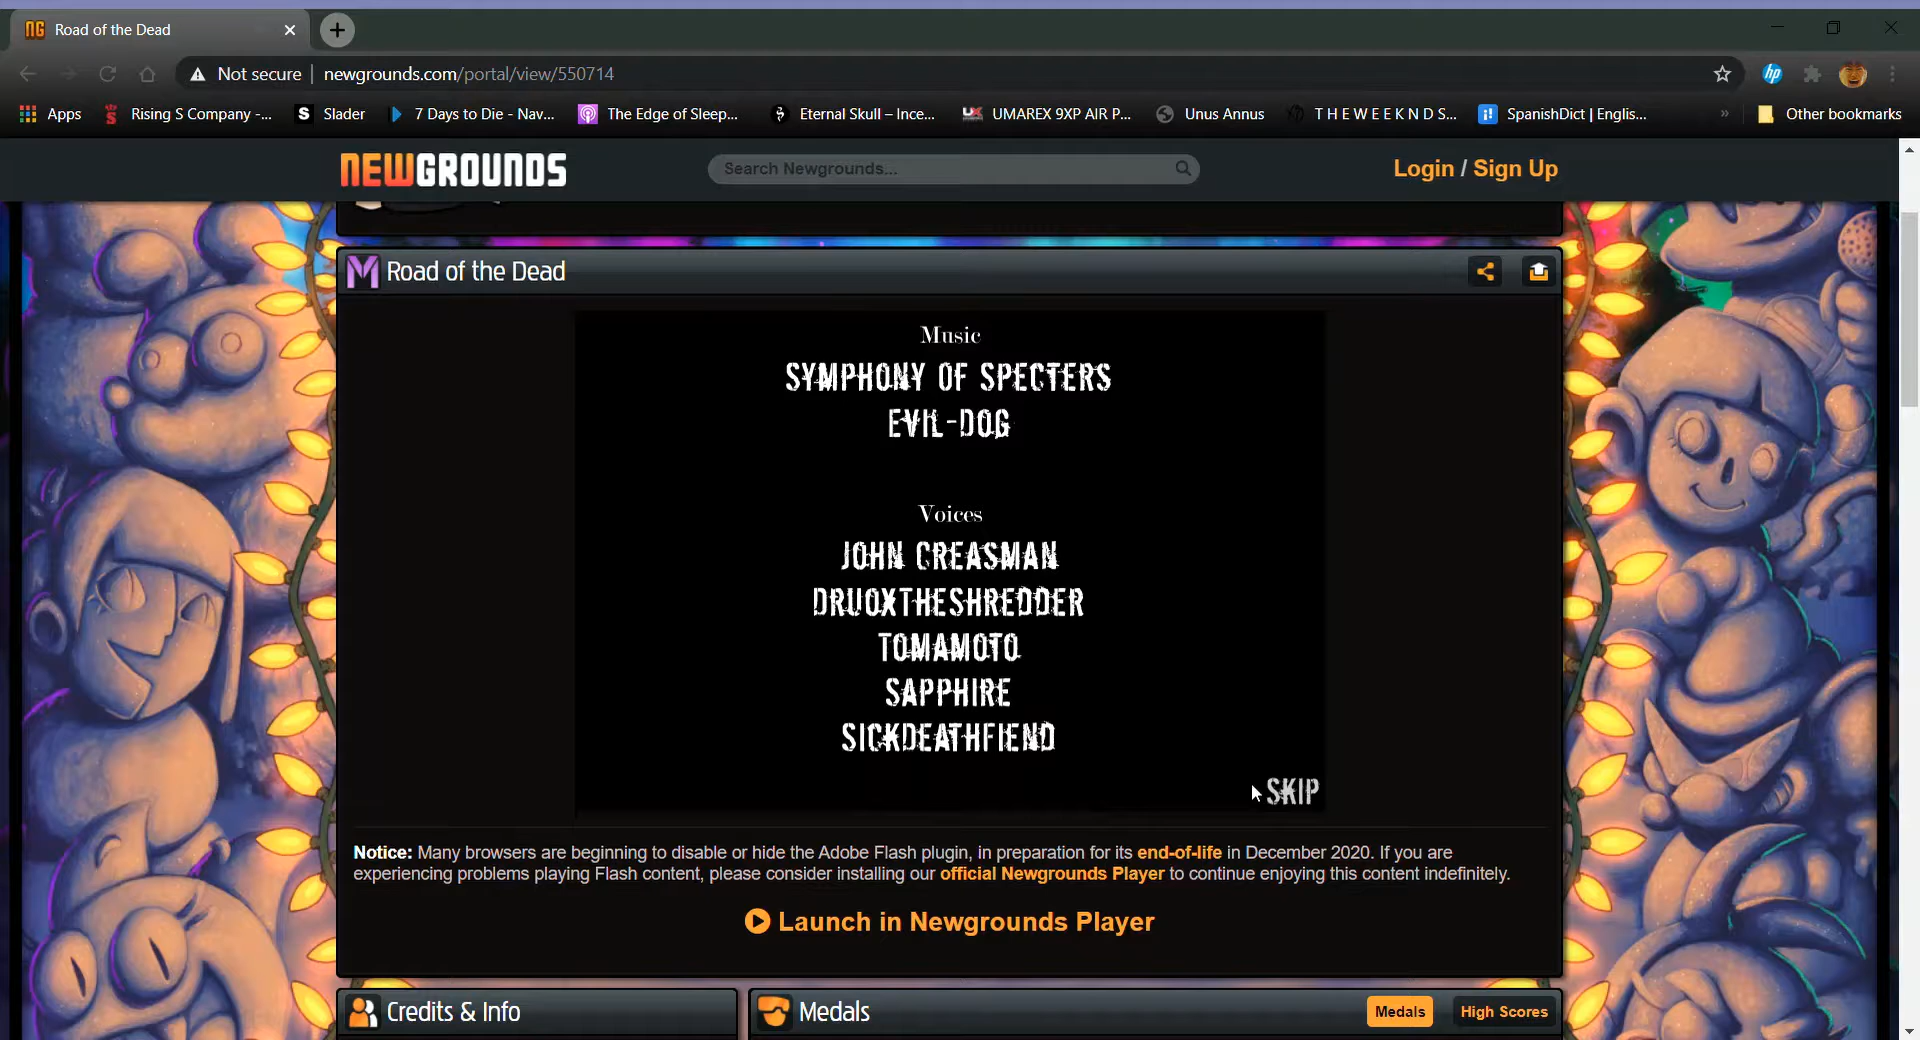 Road of the Dead
Not secure | newgrounds.com/portal/view/550714
hp
Apps
Rising S Company -...
Slader
7 Days to Die - Nav...
The Edge of Sleep...
Eternal Skull – Ince...
UMAREX 9XP AIR P...
Unus Annus
T H E W E E K N D S...
SpanishDict | Englis...
»
Other bookmarks
NEWGROUNDS
Search Newgrounds...
Login / Sign Up
M Road of the Dead
Music
SYMPHONY OF SPECTERS
EVIL-DOG
Voices
JOHN CREASMAN
DRUOXTHESHREDDER
TOMAMOTO
SAPPHIRE
SICKDEATHFIEND
SKIP
Notice: Many browsers are beginning to disable or hide the Adobe Flash plugin, in preparation for its end-of-life in December 2020. If you are
experiencing problems playing Flash content, please consider installing our official Newgrounds Player to continue enjoying this content indefinitely.
Launch in Newgrounds Player
Credits & Info
Medals
Medals
High Scores